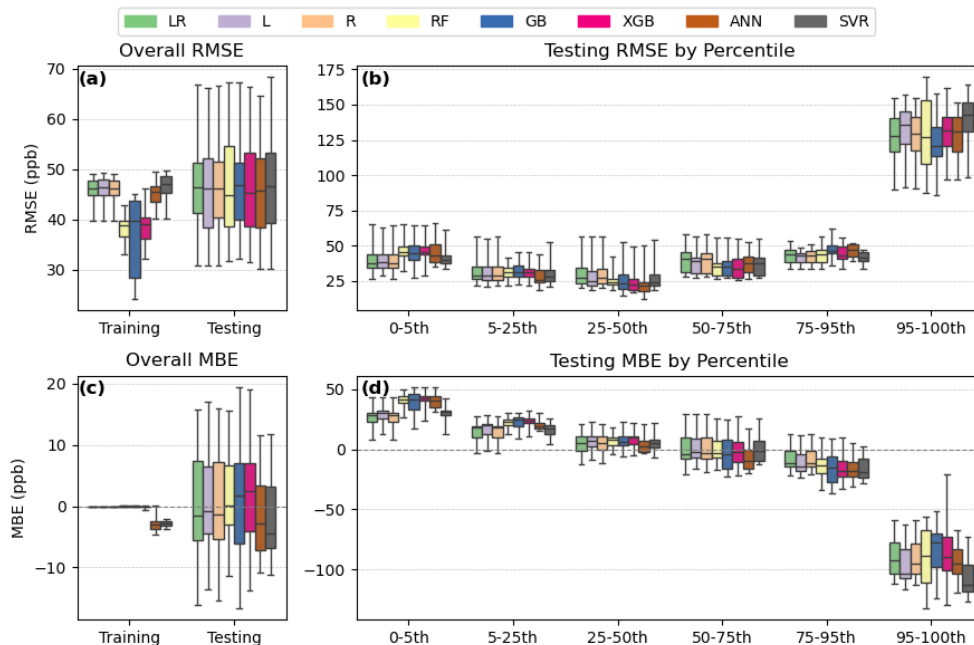 LR L R RF GB XGB ANN SVR
Overall RMSE
Testing RMSE by Percentile
(a)
(b)
RMSE (ppb)
70
60
50
40
30
175
150
125
100
75
50
25
Training Testing
0-5th 5-25th 25-50th 50-75th 75-95th 95-100th
Overall MBE
Testing MBE by Percentile
(c)
(d)
MBE (ppb)
20
10
0
−10
50
0
−50
−100
Training Testing
0-5th 5-25th 25-50th 50-75th 75-95th 95-100th